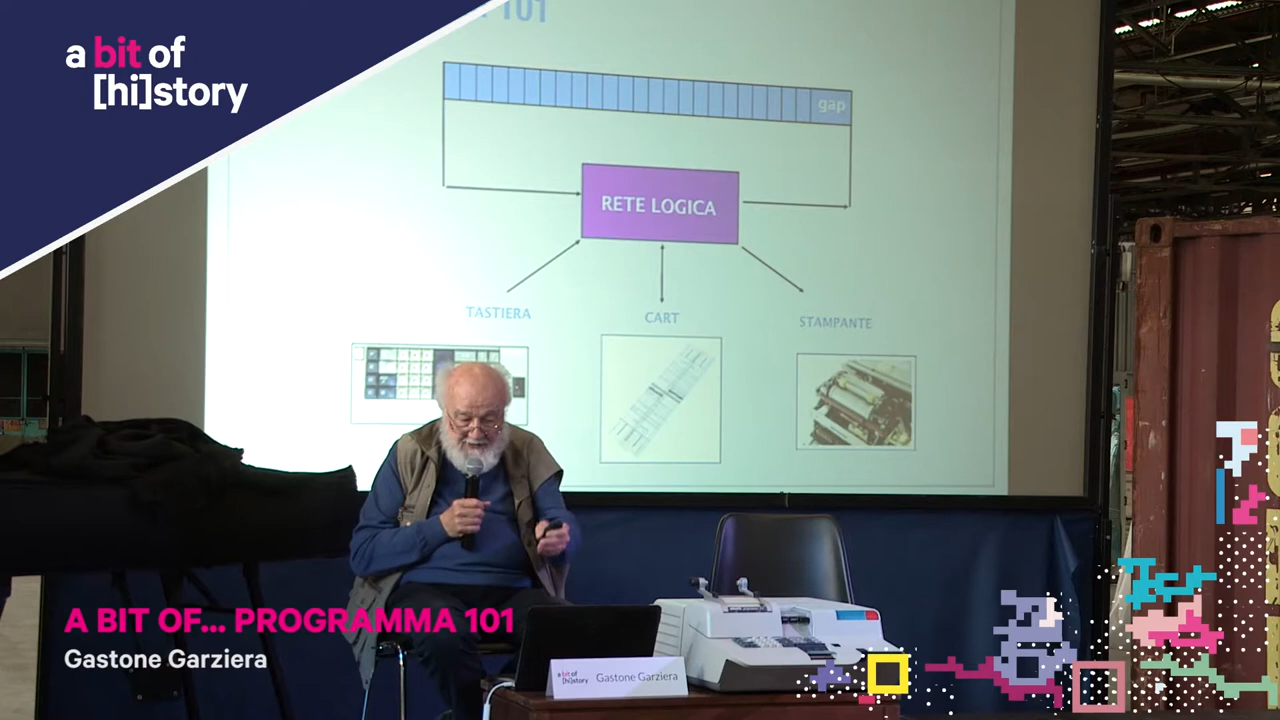 a bit of
[hi]story
101
gap
RETE LOGICA
TASTIERA
CART
STAMPANTE
A BIT OF... PROGRAMMA 101
Gastone Garziera
a bit of
[hi]story
Gastone Garziera